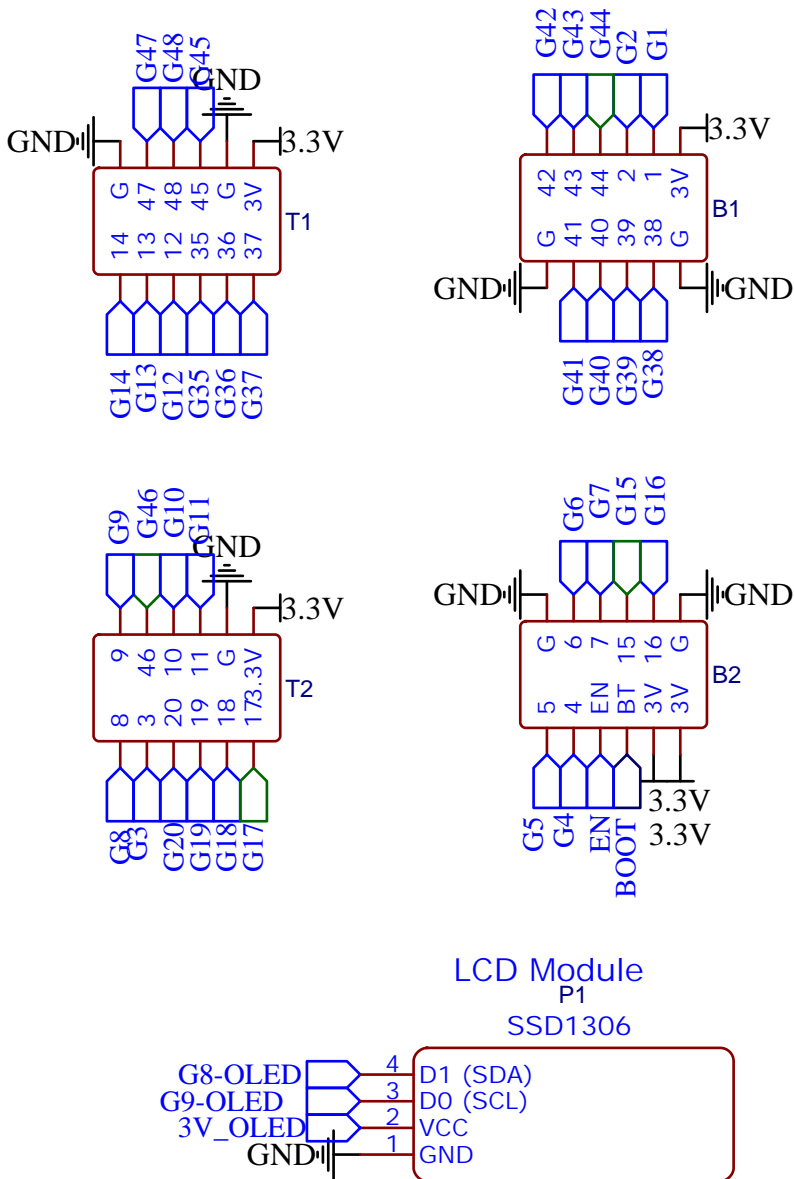 G47 G48 G45
GND
GND 3.3V
G 47 48 45 G 3V
T1
14 13 12 35 36 37
G14 G13 G12 G35 G36 G37
G42 G43 G44 G2 G1
3.3V
42 43 44 2 1 3V
B1
G 41 40 39 38 G
GND GND
G41 G40 G39 G38
G9 G46 G10 G11
GND
3.3V
9 46 10 11 G 3.3V
T2
8 3 20 19 18 17
G8 G3 G20 G19 G18 G17
G6 G7 G15 G16
GND GND
G 6 7 15 16 G
B2
5 4 EN BT 3V 3V
G5 G4 EN BOOT 3.3V
3.3V
LCD Module
P1
SSD1306
G8-OLED 4 D1 (SDA)
G9-OLED 3 D0 (SCL)
3V_OLED 2 VCC
GND 1 GND